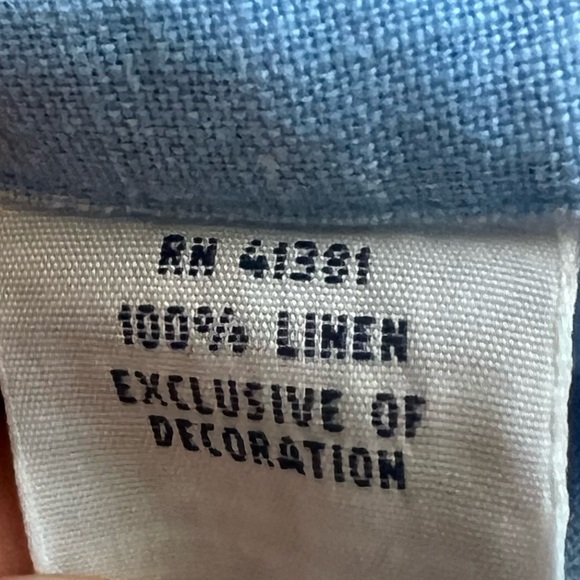 RN 41381
100% LINEN
EXCLUSIVE OF
DECORATION